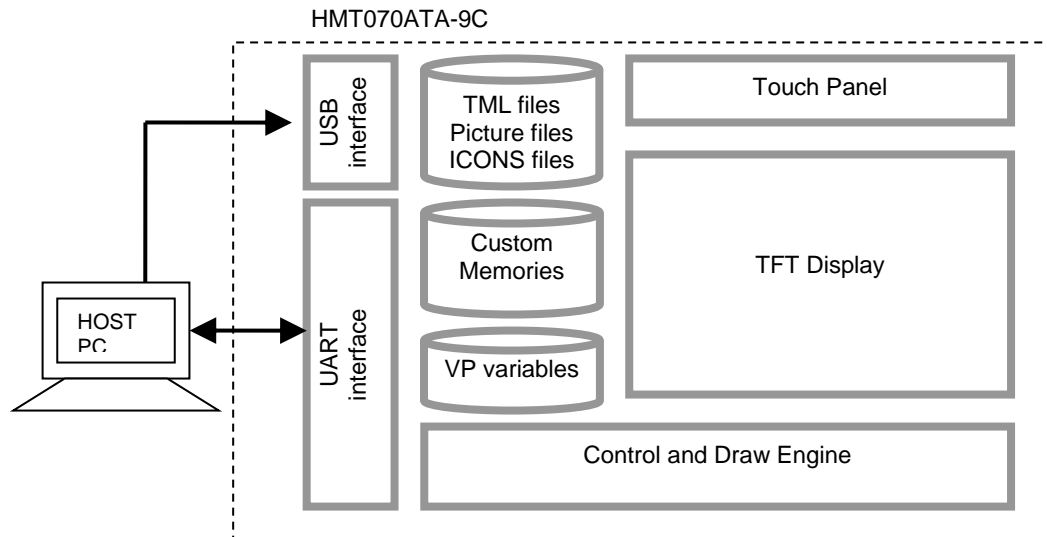 HMT070ATA-9C
USB
interface
TML files
Picture files
ICONS files
Touch Panel
Custom
Memories
TFT Display
HOST
PC
UART
interface
VP variables
Control and Draw Engine